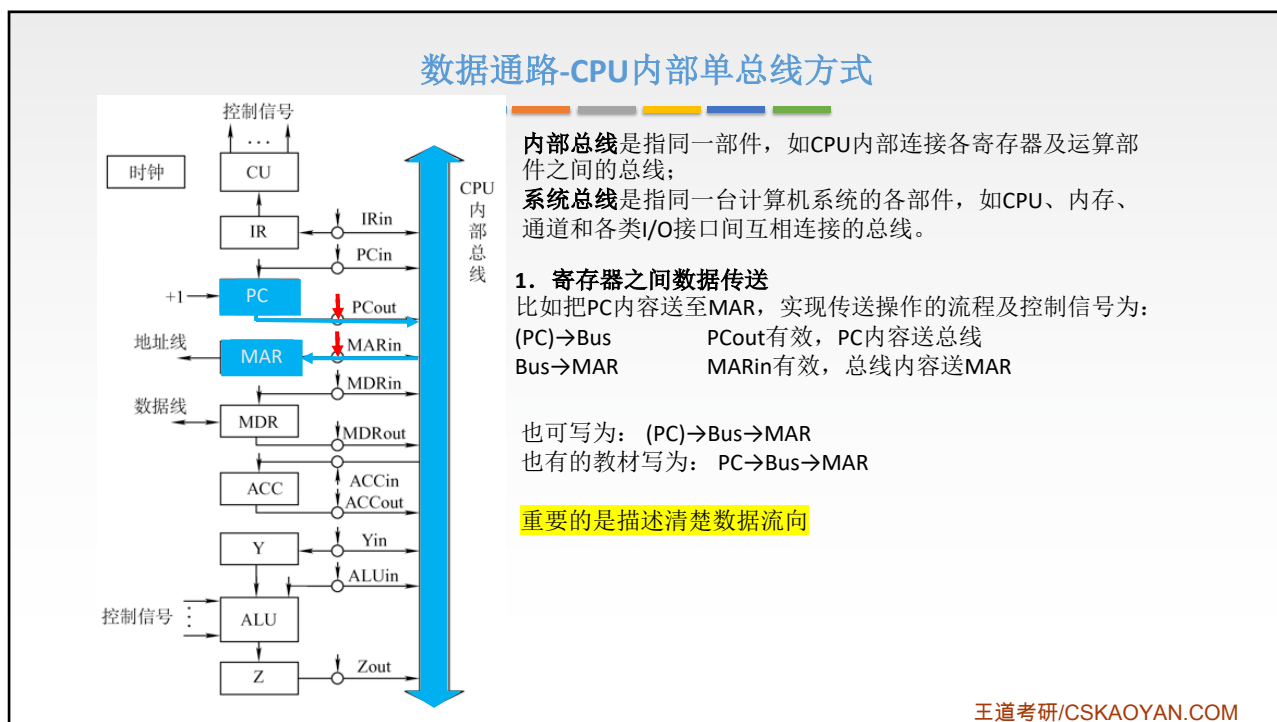 数据通路-CPU内部单总线方式
控制信号
…
时钟
CU
CPU
内
部
总
线
IR
IRin
PCin
+1
PC
PCout
地址线
MAR
MARin
MDRin
数据线
MDR
MDRout
ACC
ACCin
ACCout
Y
Yin
ALUin
控制信号
ALU
Z
Zout
内部总线是指同一部件，如CPU内部连接各寄存器及运算部
件之间的总线；
系统总线是指同一台计算机系统的各部件，如CPU、内存、
通道和各类I/O接口间互相连接的总线。
1．寄存器之间数据传送
比如把PC内容送至MAR，实现传送操作的流程及控制信号为：
(PC)→Bus PCout有效，PC内容送总线
Bus→MAR MARin有效，总线内容送MAR
也可写为： (PC)→Bus→MAR
也有的教材写为： PC→Bus→MAR
重要的是描述清楚数据流向
王道考研/CSKAOYAN.COM